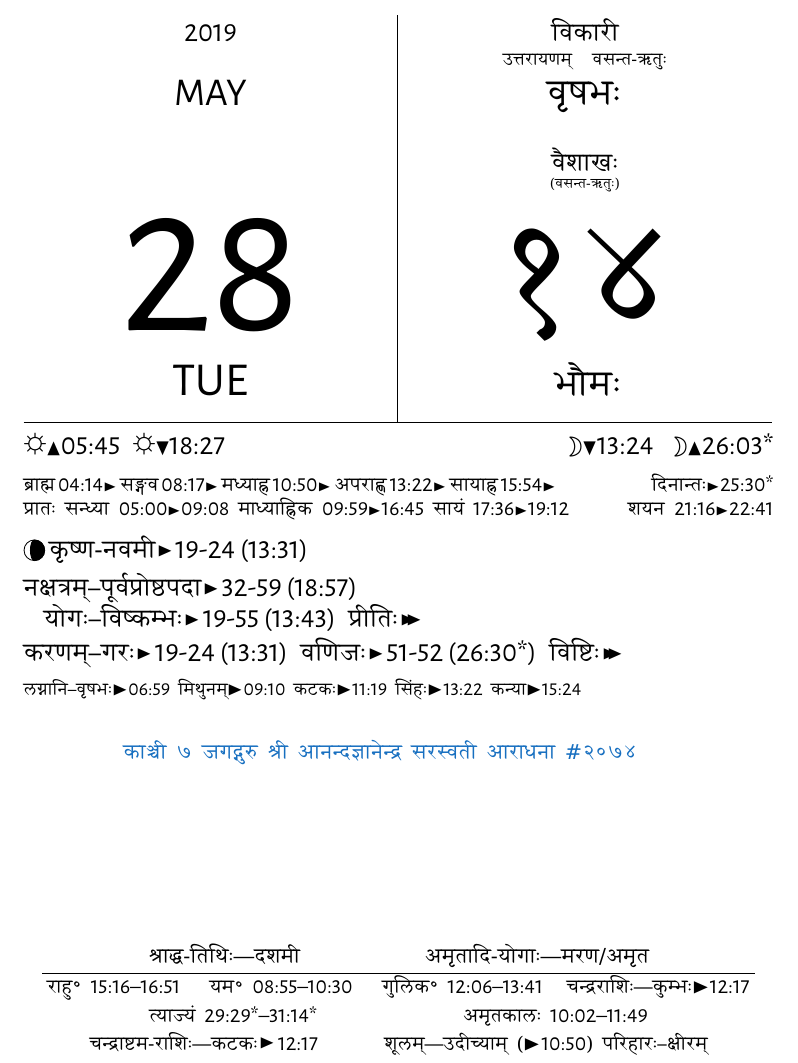 2019
MAY
28
TUE
विकारी
उत्तरायणम् वसन्त-ऋतुः
वृषभः
वैशाखः
(वसन्त-ऋतुः)
१४
भौमः
☼▲05:45 ☼▼18:27 ☽▼13:24 ☽▲26:03*
ब्राह्म 04:14► सङ्गव 08:17► मध्याह्न 10:50► अपराह्ण 13:22► सायाह्न 15:54► दिनान्तः►25:30*
प्रातः सन्ध्या 05:00►09:08 माध्याह्निक 09:59►16:45 सायं 17:36►19:12 शयन 21:16►22:41
कृष्ण-नवमी►19-24 (13:31)
नक्षत्रम्–पूर्वप्रोष्ठपदा►32-59 (18:57)
योगः–विष्कम्भः►19-55 (13:43) प्रीतिः►►
करणम्–गरः►19-24 (13:31) वणिजः►51-52 (26:30*) विष्टिः►►
लग्नानि–वृषभः►06:59 मिथुनम्►09:10 कटकः►11:19 सिंहः►13:22 कन्या►15:24
काञ्ची ७ जगद्गुरु श्री आनन्दज्ञानेन्द्र सरस्वती आराधना #२०७४
श्राद्ध-तिथिः—दशमी अमृतादि-योगाः—मरण/अमृत
राहु॰ 15:16–16:51 यम॰ 08:55–10:30 गुलिक॰ 12:06–13:41 चन्द्रराशिः—कुम्भः►12:17
त्याज्यं 29:29*–31:14* अमृतकालः 10:02–11:49
चन्द्राष्टम-राशिः—कटकः►12:17 शूलम्—उदीच्याम् (►10:50) परिहारः–क्षीरम्